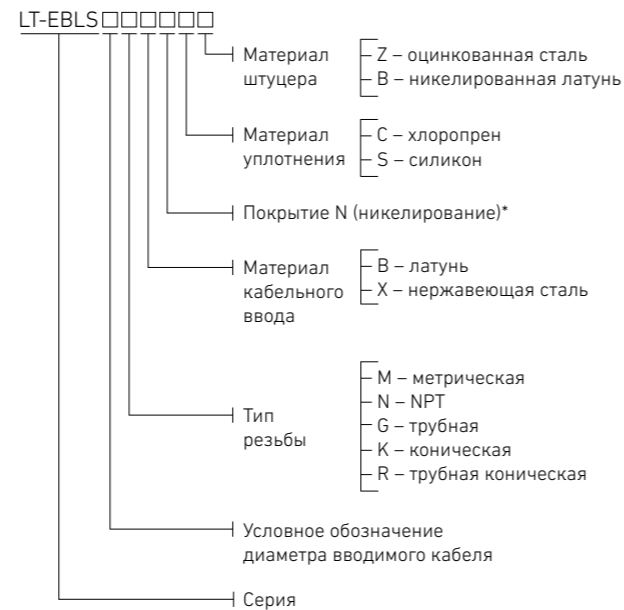 LT-EBLS□□□□□□
Материал
штуцера
Z – оцинкованная сталь
B – никелированная латунь
Материал
уплотнения
C – хлоропрен
S – силикон
Покрытие N (никелирование)*
Материал
кабельного
ввода
B – латунь
X – нержавеющая сталь
Тип
резьбы
M – метрическая
N – NPT
G – трубная
K – коническая
R – трубная коническая
Условное обозначение
диаметра вводимого кабеля
Серия